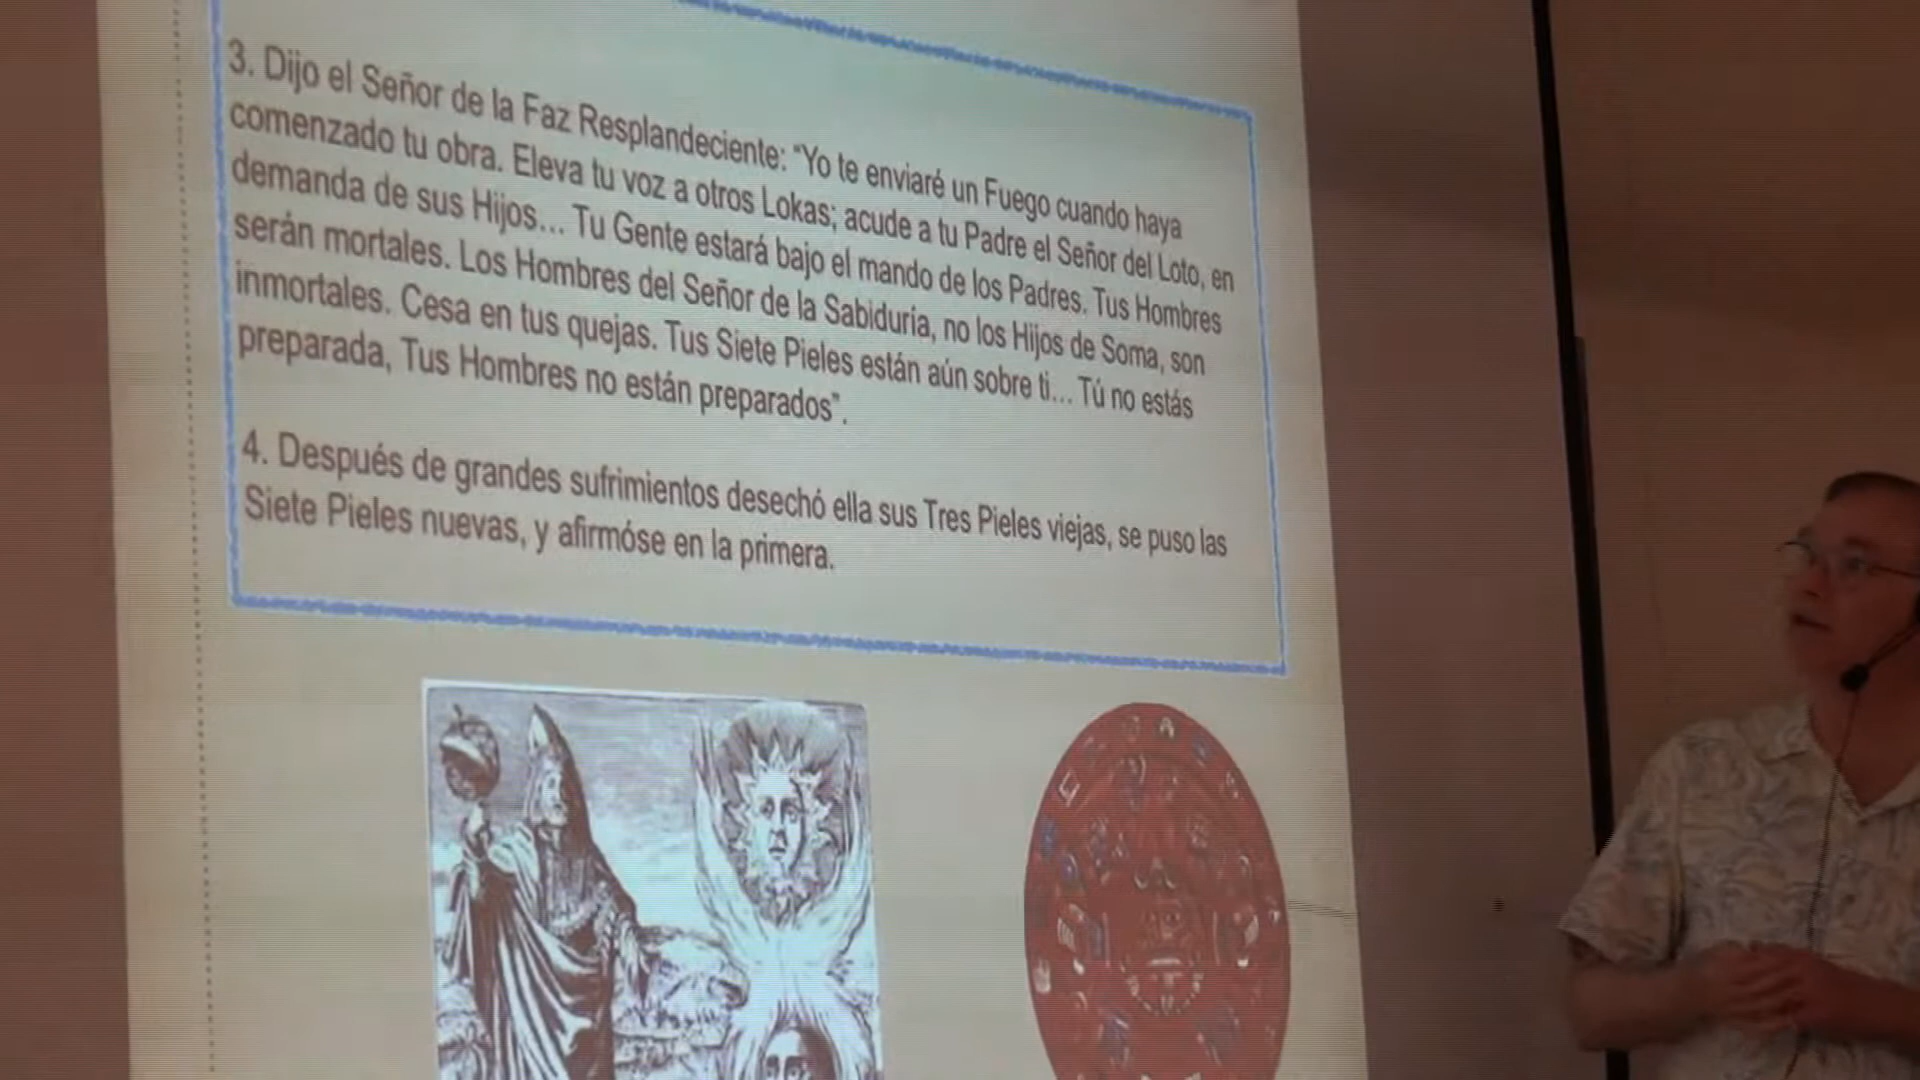 3. Dijo el Señor de la Faz Resplandeciente: “Yo te enviaré un Fuego cuando haya
comenzado tu obra. Eleva tu voz a otros Lokas; acude a tu Padre el Señor del Loto, en
demanda de sus Hijos... Tu Gente estará bajo el mando de los Padres. Tus Hombres
serán mortales. Los Hombres del Señor de la Sabiduría, no los Hijos de Soma, son
inmortales. Cesa en tus quejas. Tus Siete Pieles están aún sobre ti... Tú no estás
preparada, Tus Hombres no están preparados”.
4. Después de grandes sufrimientos desechó ella sus Tres Pieles viejas, se puso las
Siete Pieles nuevas, y afirmóse en la primera.